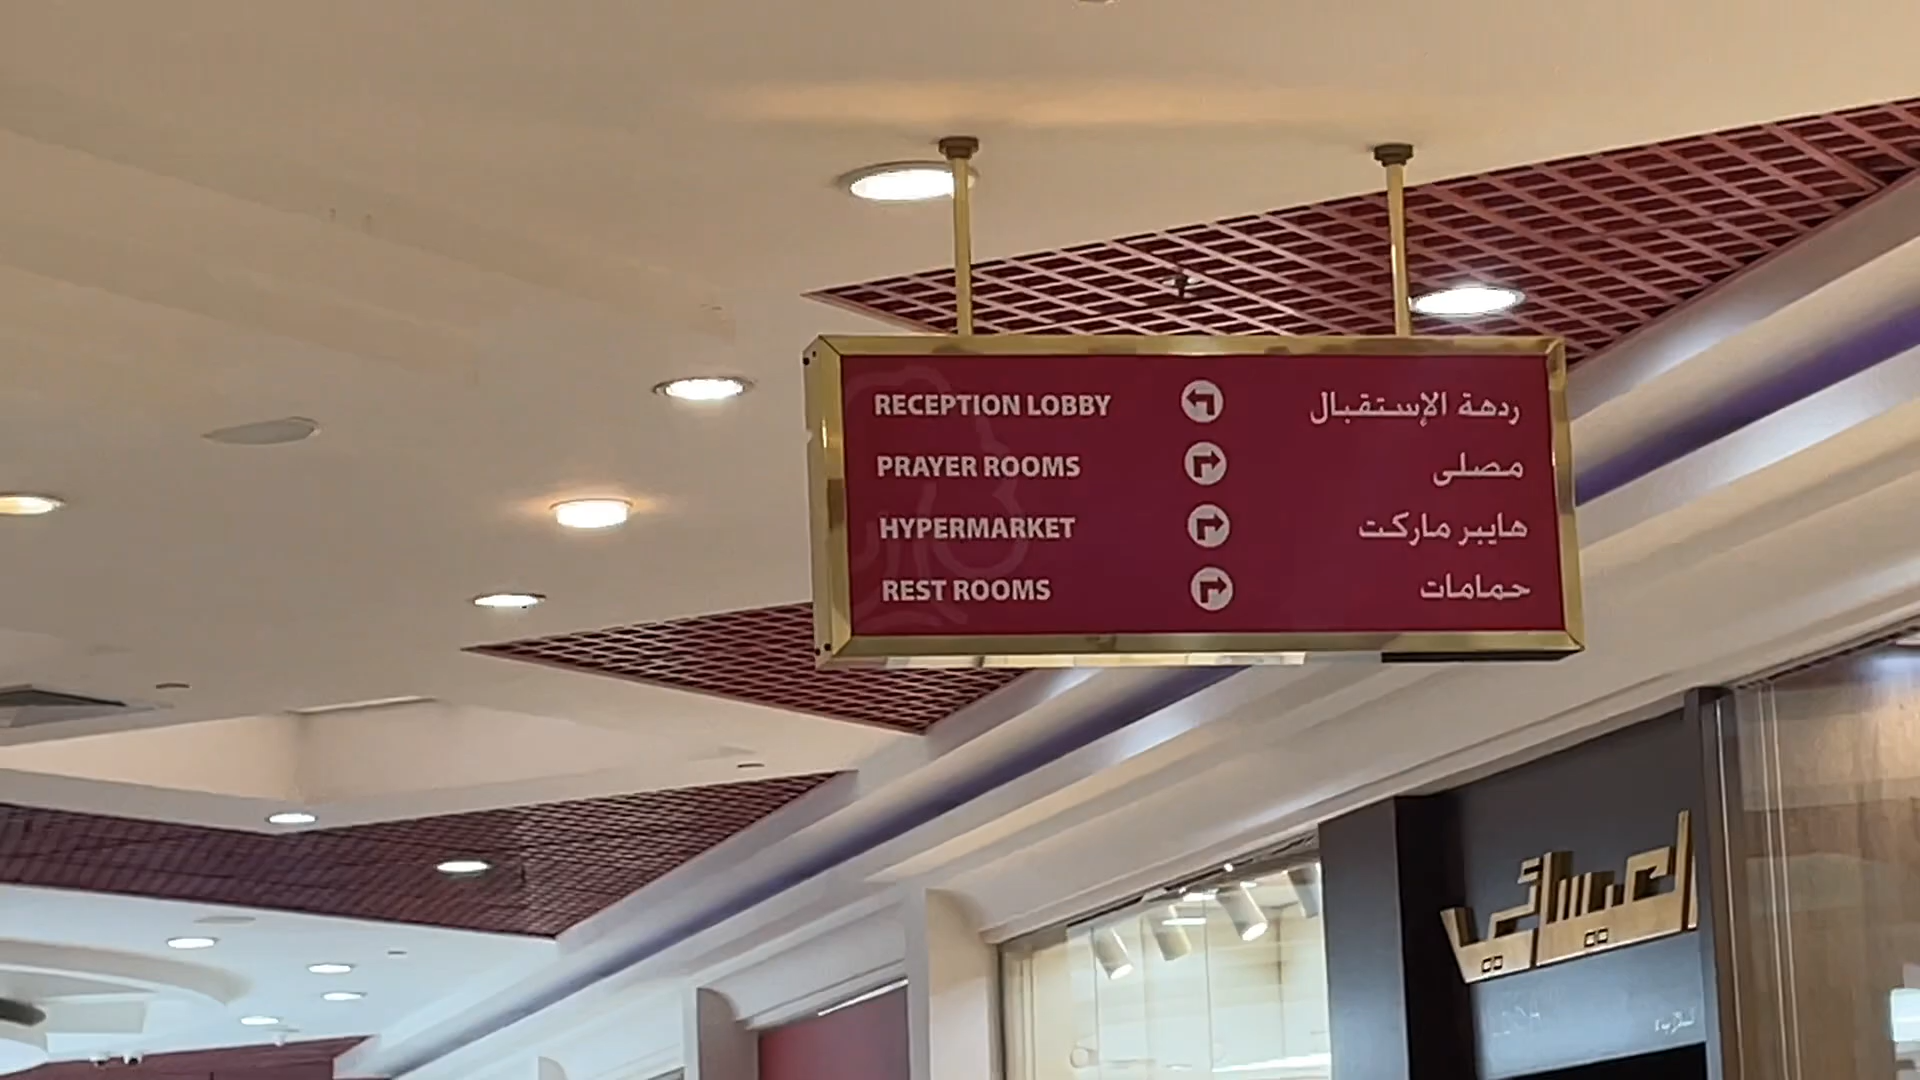 RECEPTION LOBBY ردهة الإستقبال
PRAYER ROOMS مصلى
HYPERMARKET هايبر ماركت
REST ROOMS حمامات